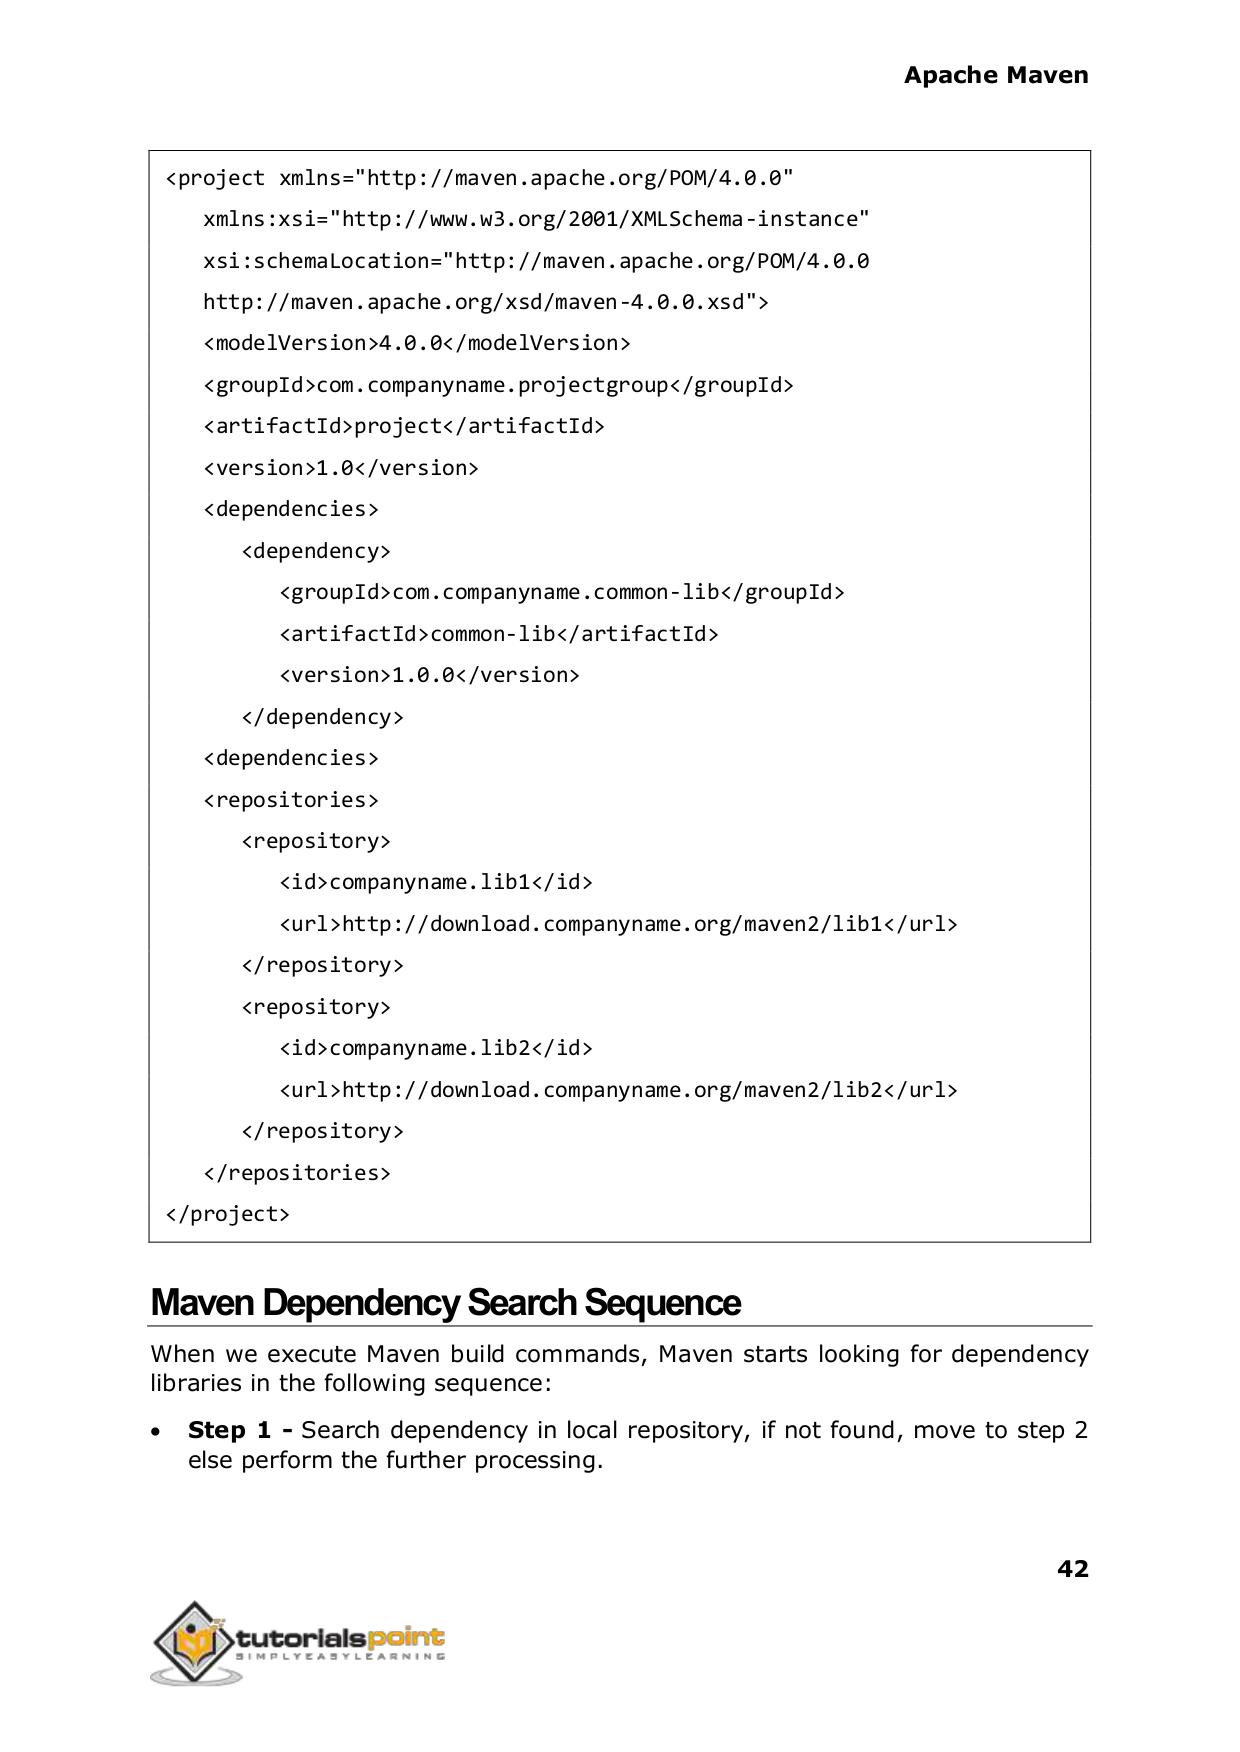 Apache Maven
<project xmlns="http://maven.apache.org/POM/4.0.0"
xmlns:xsi="http://www.w3.org/2001/XMLSchema-instance"
xsi:schemaLocation="http://maven.apache.org/POM/4.0.0
http://maven.apache.org/xsd/maven-4.0.0.xsd">
<modelVersion>4.0.0</modelVersion>
<groupId>com.companyname.projectgroup</groupId>
<artifactId>project</artifactId>
<version>1.0</version>
<dependencies>
<dependency>
<groupId>com.companyname.common-lib</groupId>
<artifactId>common-lib</artifactId>
<version>1.0.0</version>
</dependency>
<dependencies>
<repositories>
<repository>
<id>companyname.lib1</id>
<url>http://download.companyname.org/maven2/lib1</url>
</repository>
<repository>
<id>companyname.lib2</id>
<url>http://download.companyname.org/maven2/lib2</url>
</repository>
</repositories>
</project>
Maven Dependency Search Sequence
When we execute Maven build commands, Maven starts looking for dependency
libraries in the following sequence:
• Step 1 - Search dependency in local repository, if not found, move to step 2
else perform the further processing.
42
tutorialspoint
SIMPLYEASYLEARNING